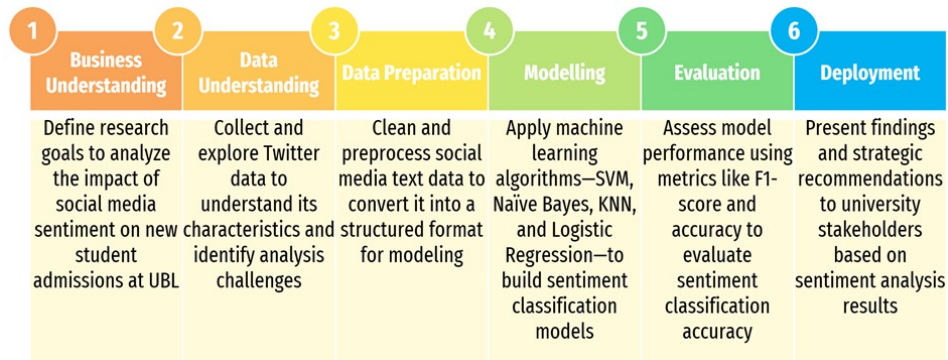 1
Business
Understanding
Define research
goals to analyze
the impact of
social media
sentiment on new
student
admissions at UBL
2
Data
Understanding
Collect and
explore Twitter
data to
understand its
characteristics and
identify analysis
challenges
3
Data Preparation
Clean and
preprocess social
media text data to
convert it into a
structured format
for modeling
4
Modelling
Apply machine
learning
algorithms—SVM,
Naïve Bayes, KNN,
and Logistic
Regression—to
build sentiment
classification
models
5
Evaluation
Assess model
performance using
metrics like F1-
score and
accuracy to
evaluate
sentiment
classification
accuracy
6
Deployment
Present findings
and strategic
recommendations
to university
stakeholders
based on
sentiment analysis
results